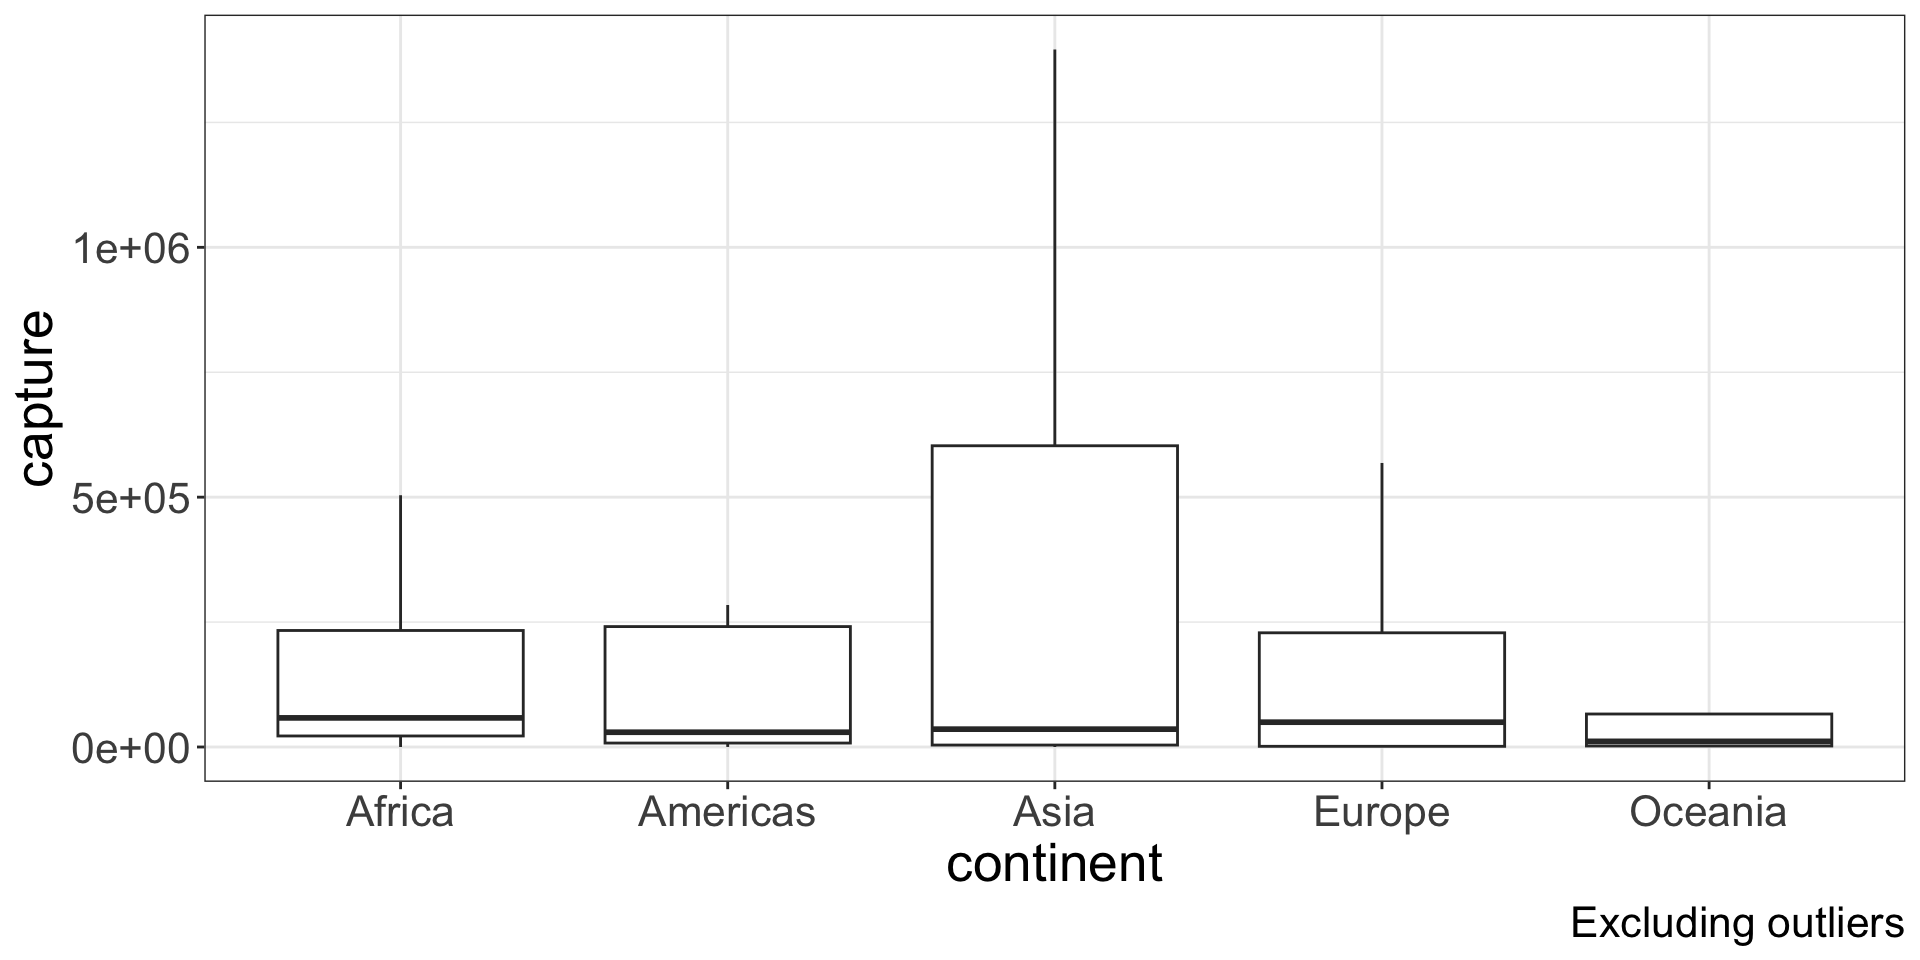 capture
1e+06
5e+05
0e+00
Africa Americas Asia Europe Oceania
continent
Excluding outliers